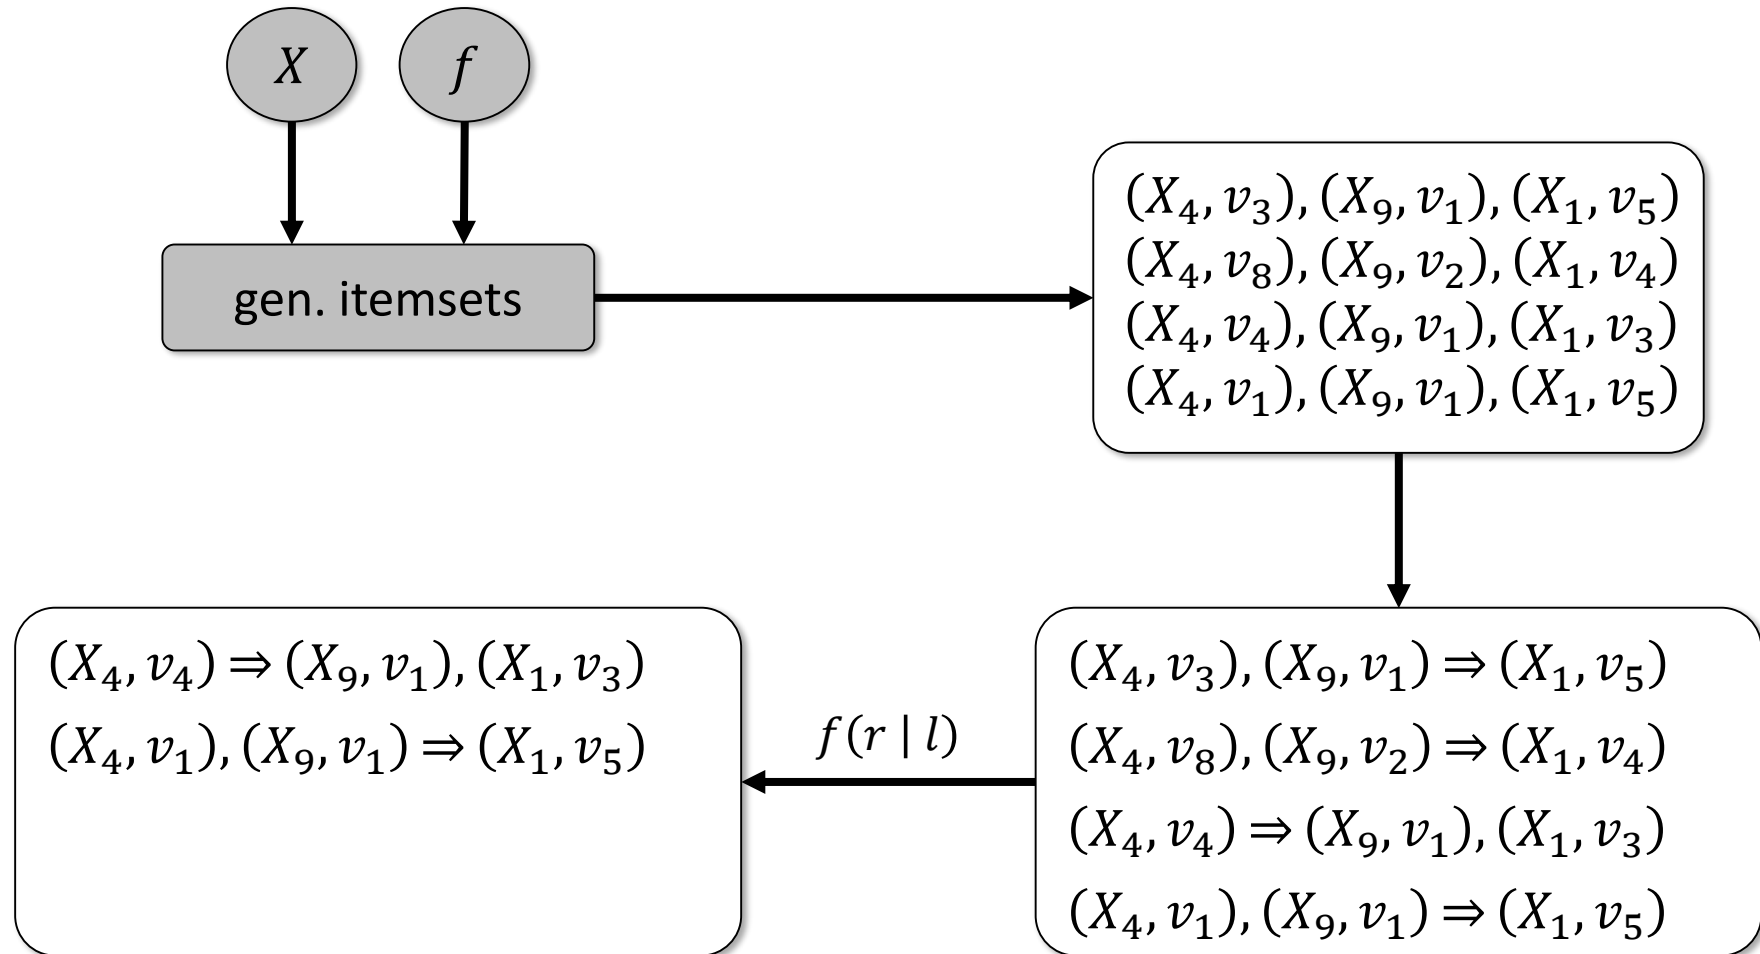 X
f
gen. itemsets
(X₄, v₃), (X₉, v₁), (X₁, v₅)
(X₄, v₈), (X₉, v₂), (X₁, v₄)
(X₄, v₄), (X₉, v₁), (X₁, v₃)
(X₄, v₁), (X₉, v₁), (X₁, v₅)
(X₄, v₃), (X₉, v₁) ⇒ (X₁, v₅)
(X₄, v₈), (X₉, v₂) ⇒ (X₁, v₄)
(X₄, v₄) ⇒ (X₉, v₁), (X₁, v₃)
(X₄, v₁), (X₉, v₁) ⇒ (X₁, v₅)
f(r | l)
(X₄, v₄) ⇒ (X₉, v₁), (X₁, v₃)
(X₄, v₁), (X₉, v₁) ⇒ (X₁, v₅)